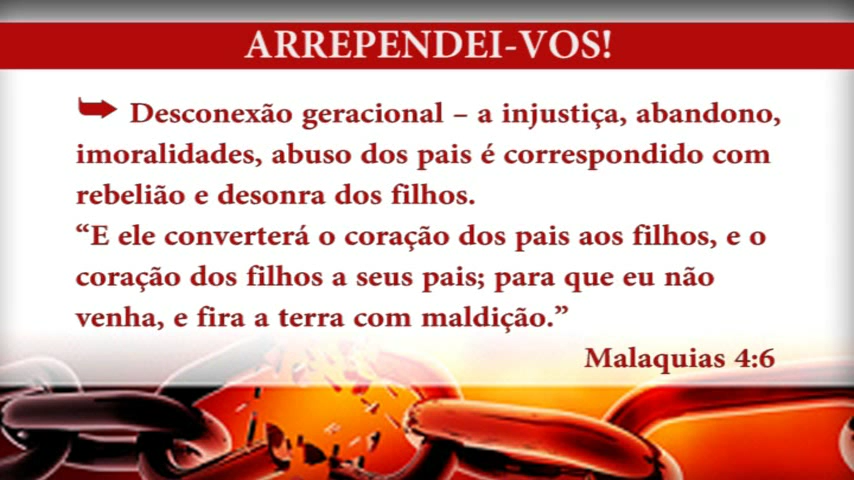 ARREPENDEI-VOS!
Desconexão geracional – a injustiça, abandono,
imoralidades, abuso dos pais é correspondido com
rebelião e desonra dos filhos.
“E ele converterá o coração dos pais aos filhos, e o
coração dos filhos a seus pais; para que eu não
venha, e fira a terra com maldição.”
Malaquias 4:6